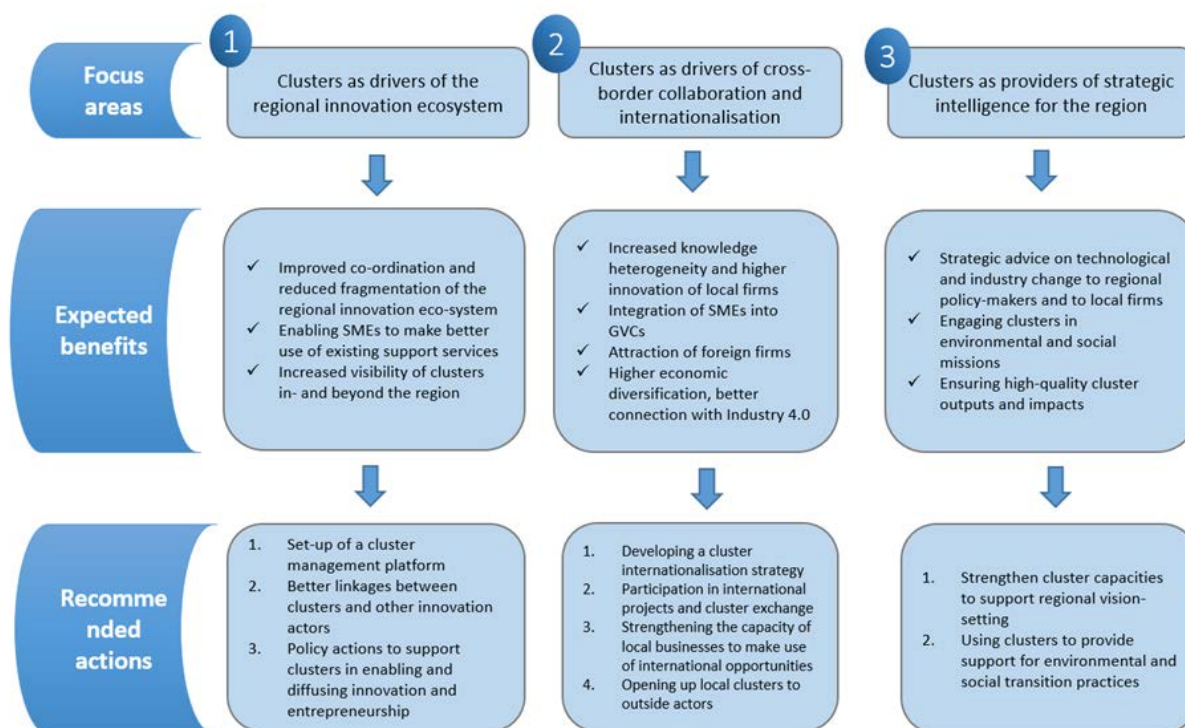 1
2
3
Focus
areas
Clusters as drivers of the
regional innovation ecosystem
Clusters as drivers of cross-
border collaboration and
internationalisation
Clusters as providers of strategic
intelligence for the region
Expected
benefits
✓ Improved co-ordination and
reduced fragmentation of the
regional innovation eco-system
✓ Enabling SMEs to make better
use of existing support services
✓ Increased visibility of clusters
in- and beyond the region
✓ Increased knowledge
heterogeneity and higher
innovation of local firms
✓ Integration of SMEs into
GVCs
✓ Attraction of foreign firms
✓ Higher economic
diversification, better
connection with Industry 4.0
✓ Strategic advice on technological
and industry change to regional
policy-makers and to local firms
✓ Engaging clusters in
environmental and social
missions
✓ Ensuring high-quality cluster
outputs and impacts
Recomme
nded
actions
1. Set-up of a cluster
management platform
2. Better linkages between
clusters and other innovation
actors
3. Policy actions to support
clusters in enabling and
diffusing innovation and
entrepreneurship
1. Developing a cluster
internationalisation strategy
2. Participation in international
projects and cluster exchange
3. Strengthening the capacity of
local businesses to make use
of international opportunities
4. Opening up local clusters to
outside actors
1. Strengthen cluster capacities
to support regional vision-
setting
2. Using clusters to provide
support for environmental and
social transition practices